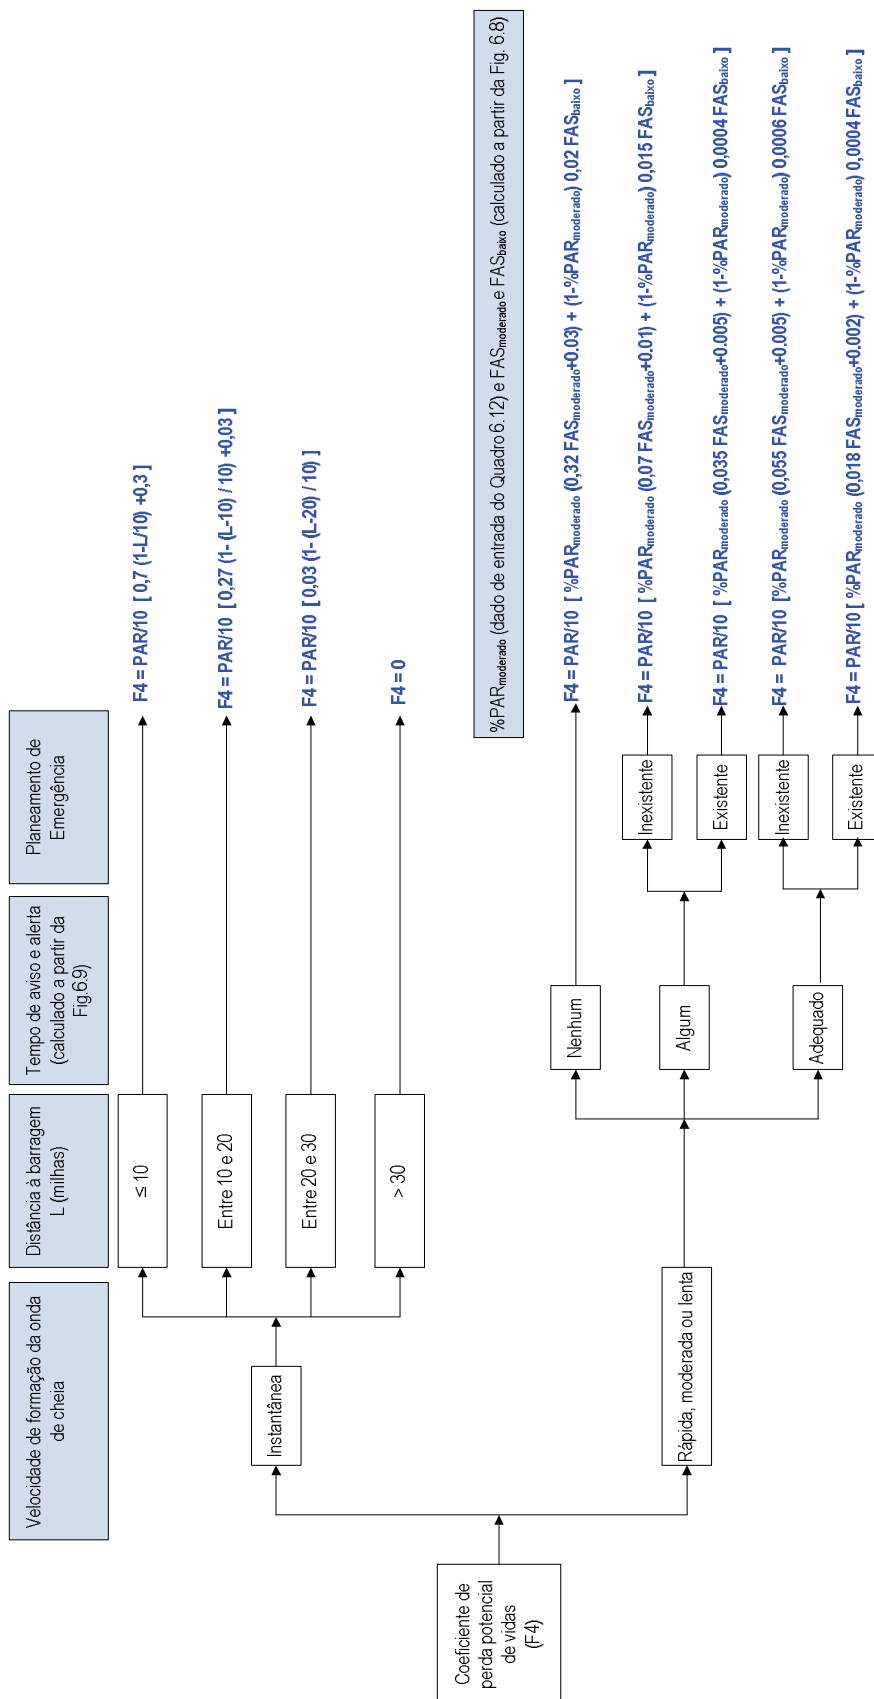 Velocidade de formação da onda
de cheia
Distância à barragem
L (milhas)
Tempo de aviso e alerta
(calculado a partir da
Fig.6.9)
Planeamento de
Emergência
Coeficiente de
perda potencial
de vidas
(F4)
Instantânea
≤ 10
F4 = PAR/10 [ 0,7 (1-L/10) +0,3 ]
Entre 10 e 20
F4 = PAR/10 [ 0,27 (1- (L-10) / 10) +0,03 ]
Entre 20 e 30
F4 = PAR/10 [ 0,03 (1- (L-20) / 10) ]
> 30
F4 = 0
%PARmoderado (dado de entrada do Quadro 6.12) e FASmoderado e FASbaixo (calculado a partir da Fig. 6.8)
Rápida, moderada ou lenta
Nenhum
F4 = PAR/10 [ %PARmoderado (0,32 FASmoderado+0.03) + (1-%PARmoderado) 0,02 FASbaixo ]
Algum
Inexistente
F4 = PAR/10 [ %PARmoderado (0,07 FASmoderado+0.01) + (1-%PARmoderado) 0,015 FASbaixo ]
Existente
F4 = PAR/10 [ %PARmoderado (0,035 FASmoderado+0.005) + (1-%PARmoderado) 0,0004 FASbaixo ]
Adequado
Inexistente
F4 = PAR/10 [%PARmoderado (0,055 FASmoderado+0.005) + (1-%PARmoderado) 0,0006 FASbaixo ]
Existente
F4 = PAR/10 [ %PARmoderado (0,018 FASmoderado+0.002) + (1-%PARmoderado) 0,0004 FASbaixo ]